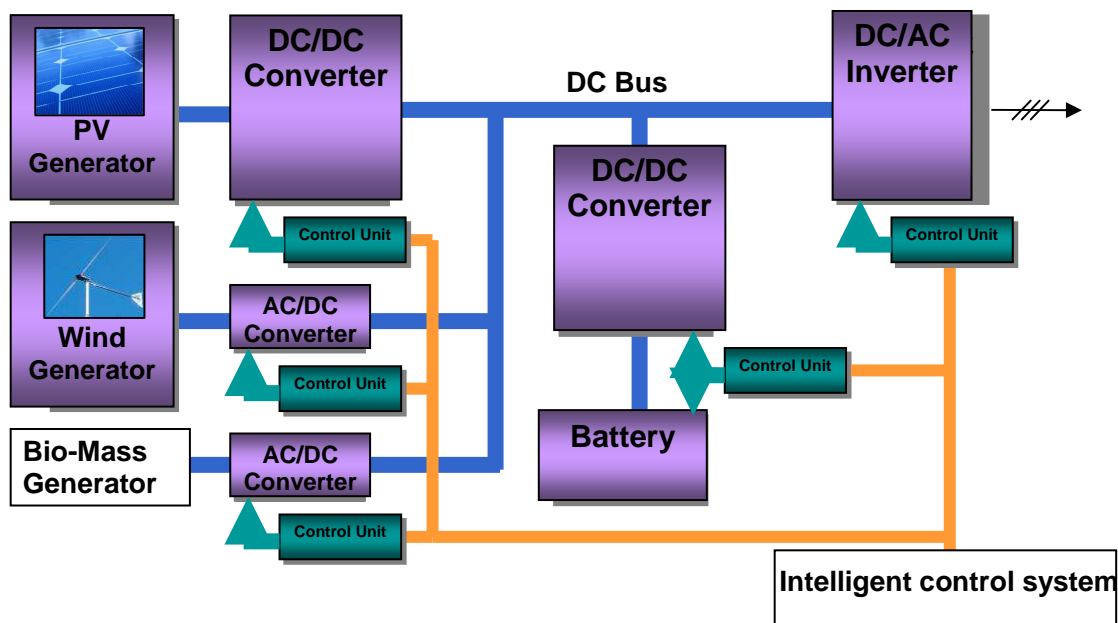 PV
Generator
DC/DC
Converter
DC Bus
DC/AC
Inverter
Control Unit
DC/DC
Converter
Control Unit
Wind
Generator
AC/DC
Converter
Control Unit
Control Unit
Bio-Mass
Generator
AC/DC
Converter
Battery
Control Unit
Intelligent control system